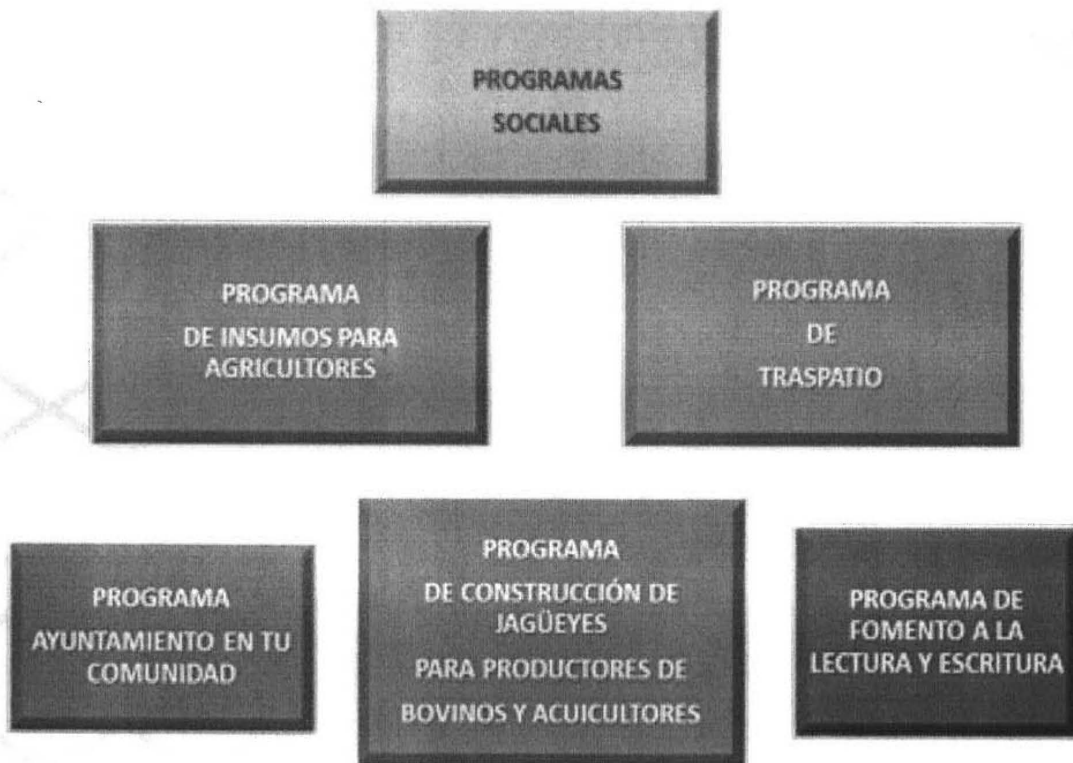 PROGRAMAS
SOCIALES
PROGRAMA
DE INSUMOS PARA
AGRICULTORES
PROGRAMA
DE
TRASPATIO
PROGRAMA
AYUNTAMIENTO EN TU
COMUNIDAD
PROGRAMA
DE CONSTRUCCIÓN DE
JAGÜEYES
PARA PRODUCTORES DE
BOVINOS Y ACUICULTORES
PROGRAMA DE
FOMENTO A LA
LECTURA Y ESCRITURA